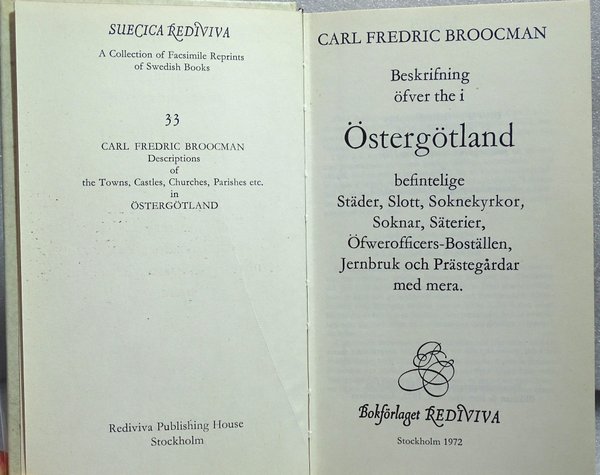 SUECICA REDIVIVA
A Collection of Facsimile Reprints
of Swedish Books
33
CARL FREDRIC BROOCMAN
Descriptions
of
the Towns, Castles, Churches, Parishes etc.
in
ÖSTERGÖTLAND
Rediviva Publishing House
Stockholm
CARL FREDRIC BROOCMAN
Beskrifning
öfver the i
Östergötland
befintelige
Städer, Slott, Soknekyrkor,
Soknar, Säterier,
Öfwerofficers-Boställen,
Jernbruk och Prästegårdar
med mera.
Bokförlaget REDIVIVA
Stockholm 1972